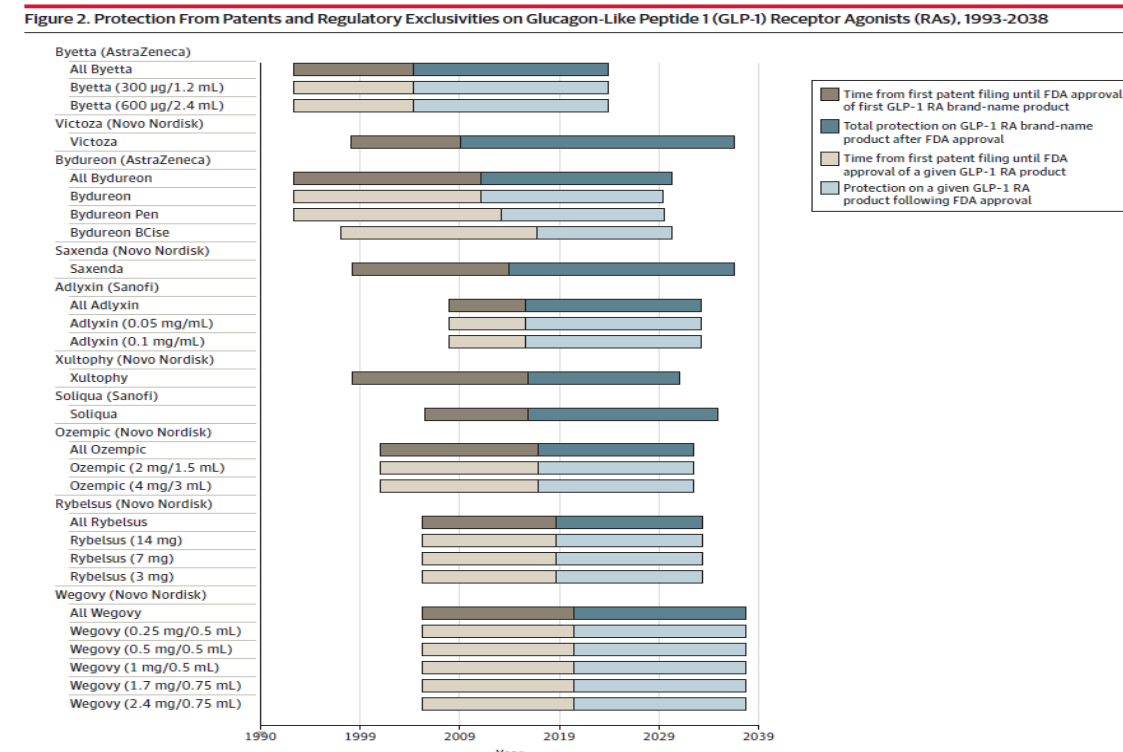 Figure 2. Protection From Patents and Regulatory Exclusivities on Glucagon-Like Peptide 1 (GLP-1) Receptor Agonists (RAs), 1993-2038
Byetta (AstraZeneca)
All Byetta
Byetta (300 µg/1.2 mL)
Byetta (600 µg/2.4 mL)
Victoza (Novo Nordisk)
Victoza
Bydureon (AstraZeneca)
All Bydureon
Bydureon
Bydureon Pen
Bydureon BCise
Saxenda (Novo Nordisk)
Saxenda
Adlyxin (Sanofi)
All Adlyxin
Adlyxin (0.05 mg/mL)
Adlyxin (0.1 mg/mL)
Xultophy (Novo Nordisk)
Xultophy
Soliqua (Sanofi)
Soliqua
Ozempic (Novo Nordisk)
All Ozempic
Ozempic (2 mg/1.5 mL)
Ozempic (4 mg/3 mL)
Rybelsus (Novo Nordisk)
All Rybelsus
Rybelsus (14 mg)
Rybelsus (7 mg)
Rybelsus (3 mg)
Wegovy (Novo Nordisk)
All Wegovy
Wegovy (0.25 mg/0.5 mL)
Wegovy (0.5 mg/0.5 mL)
Wegovy (1 mg/0.5 mL)
Wegovy (1.7 mg/0.75 mL)
Wegovy (2.4 mg/0.75 mL)
1990 1999 2009 2019 2029 2039
Year
Time from first patent filing until FDA approval
of first GLP-1 RA brand-name product
Total protection on GLP-1 RA brand-name
product after FDA approval
Time from first patent filing until FDA
approval of a given GLP-1 RA product
Protection on a given GLP-1 RA
product following FDA approval